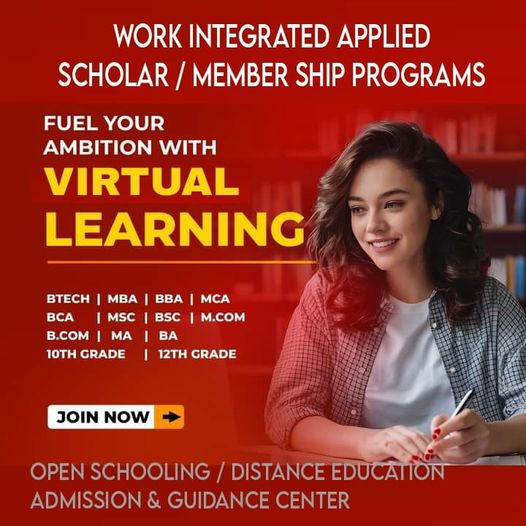 WORK INTEGRATED APPLIED
SCHOLAR / MEMBER SHIP PROGRAMS
FUEL YOUR
AMBITION WITH
VIRTUAL
LEARNING
BTECH | MBA | BBA | MCA
BCA | MSC | BSC | M.COM
B.COM | MA | BA
10TH GRADE | 12TH GRADE
JOIN NOW
OPEN SCHOOLING / DISTANCE EDUCATION
ADMISSION & GUIDANCE CENTER